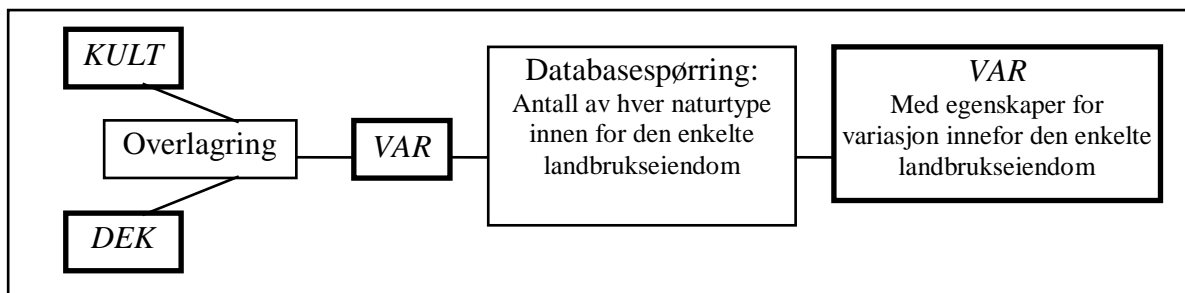 KULT
Overlagring
DEK
VAR
Databasespørring:
Antall av hver naturtype
innen for den enkelte
landbrukseiendom
VAR
Med egenskaper for
variasjon innefor den enkelte
landbrukseiendom